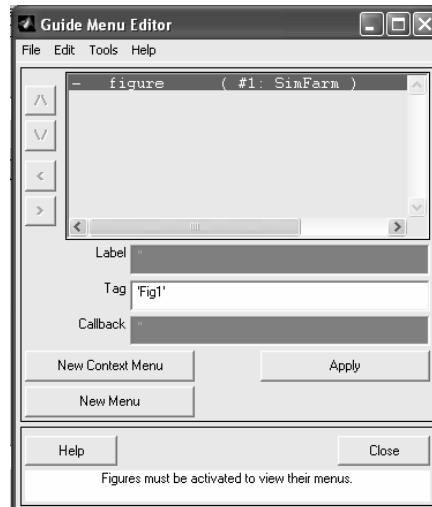 Guide Menu Editor
File Edit Tools Help
- figure ( #1: SimFarm )
/\
\/
<
>
Label
Tag 'Fig1'
Callback
New Context Menu Apply
New Menu
Help Close
Figures must be activated to view their menus.